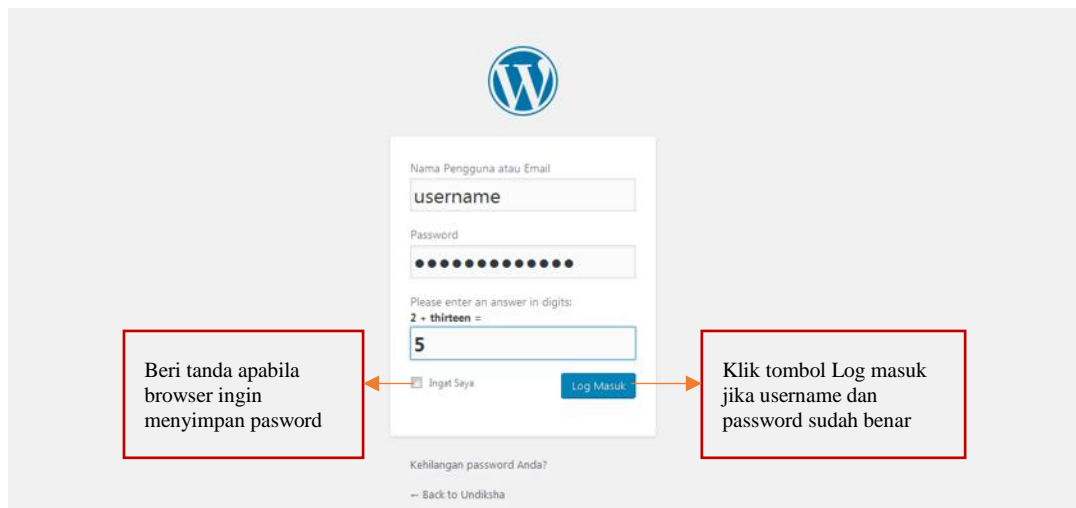 Nama Pengguna atau Email
username
Password
Please enter an answer in digits:
2 + thirteen =
5
Ingat Saya
Log Masuk
Beri tanda apabila
browser ingin
menyimpan pasword
Klik tombol Log masuk
jika username dan
password sudah benar
Kehilangan password Anda?
← Back to Undiksha